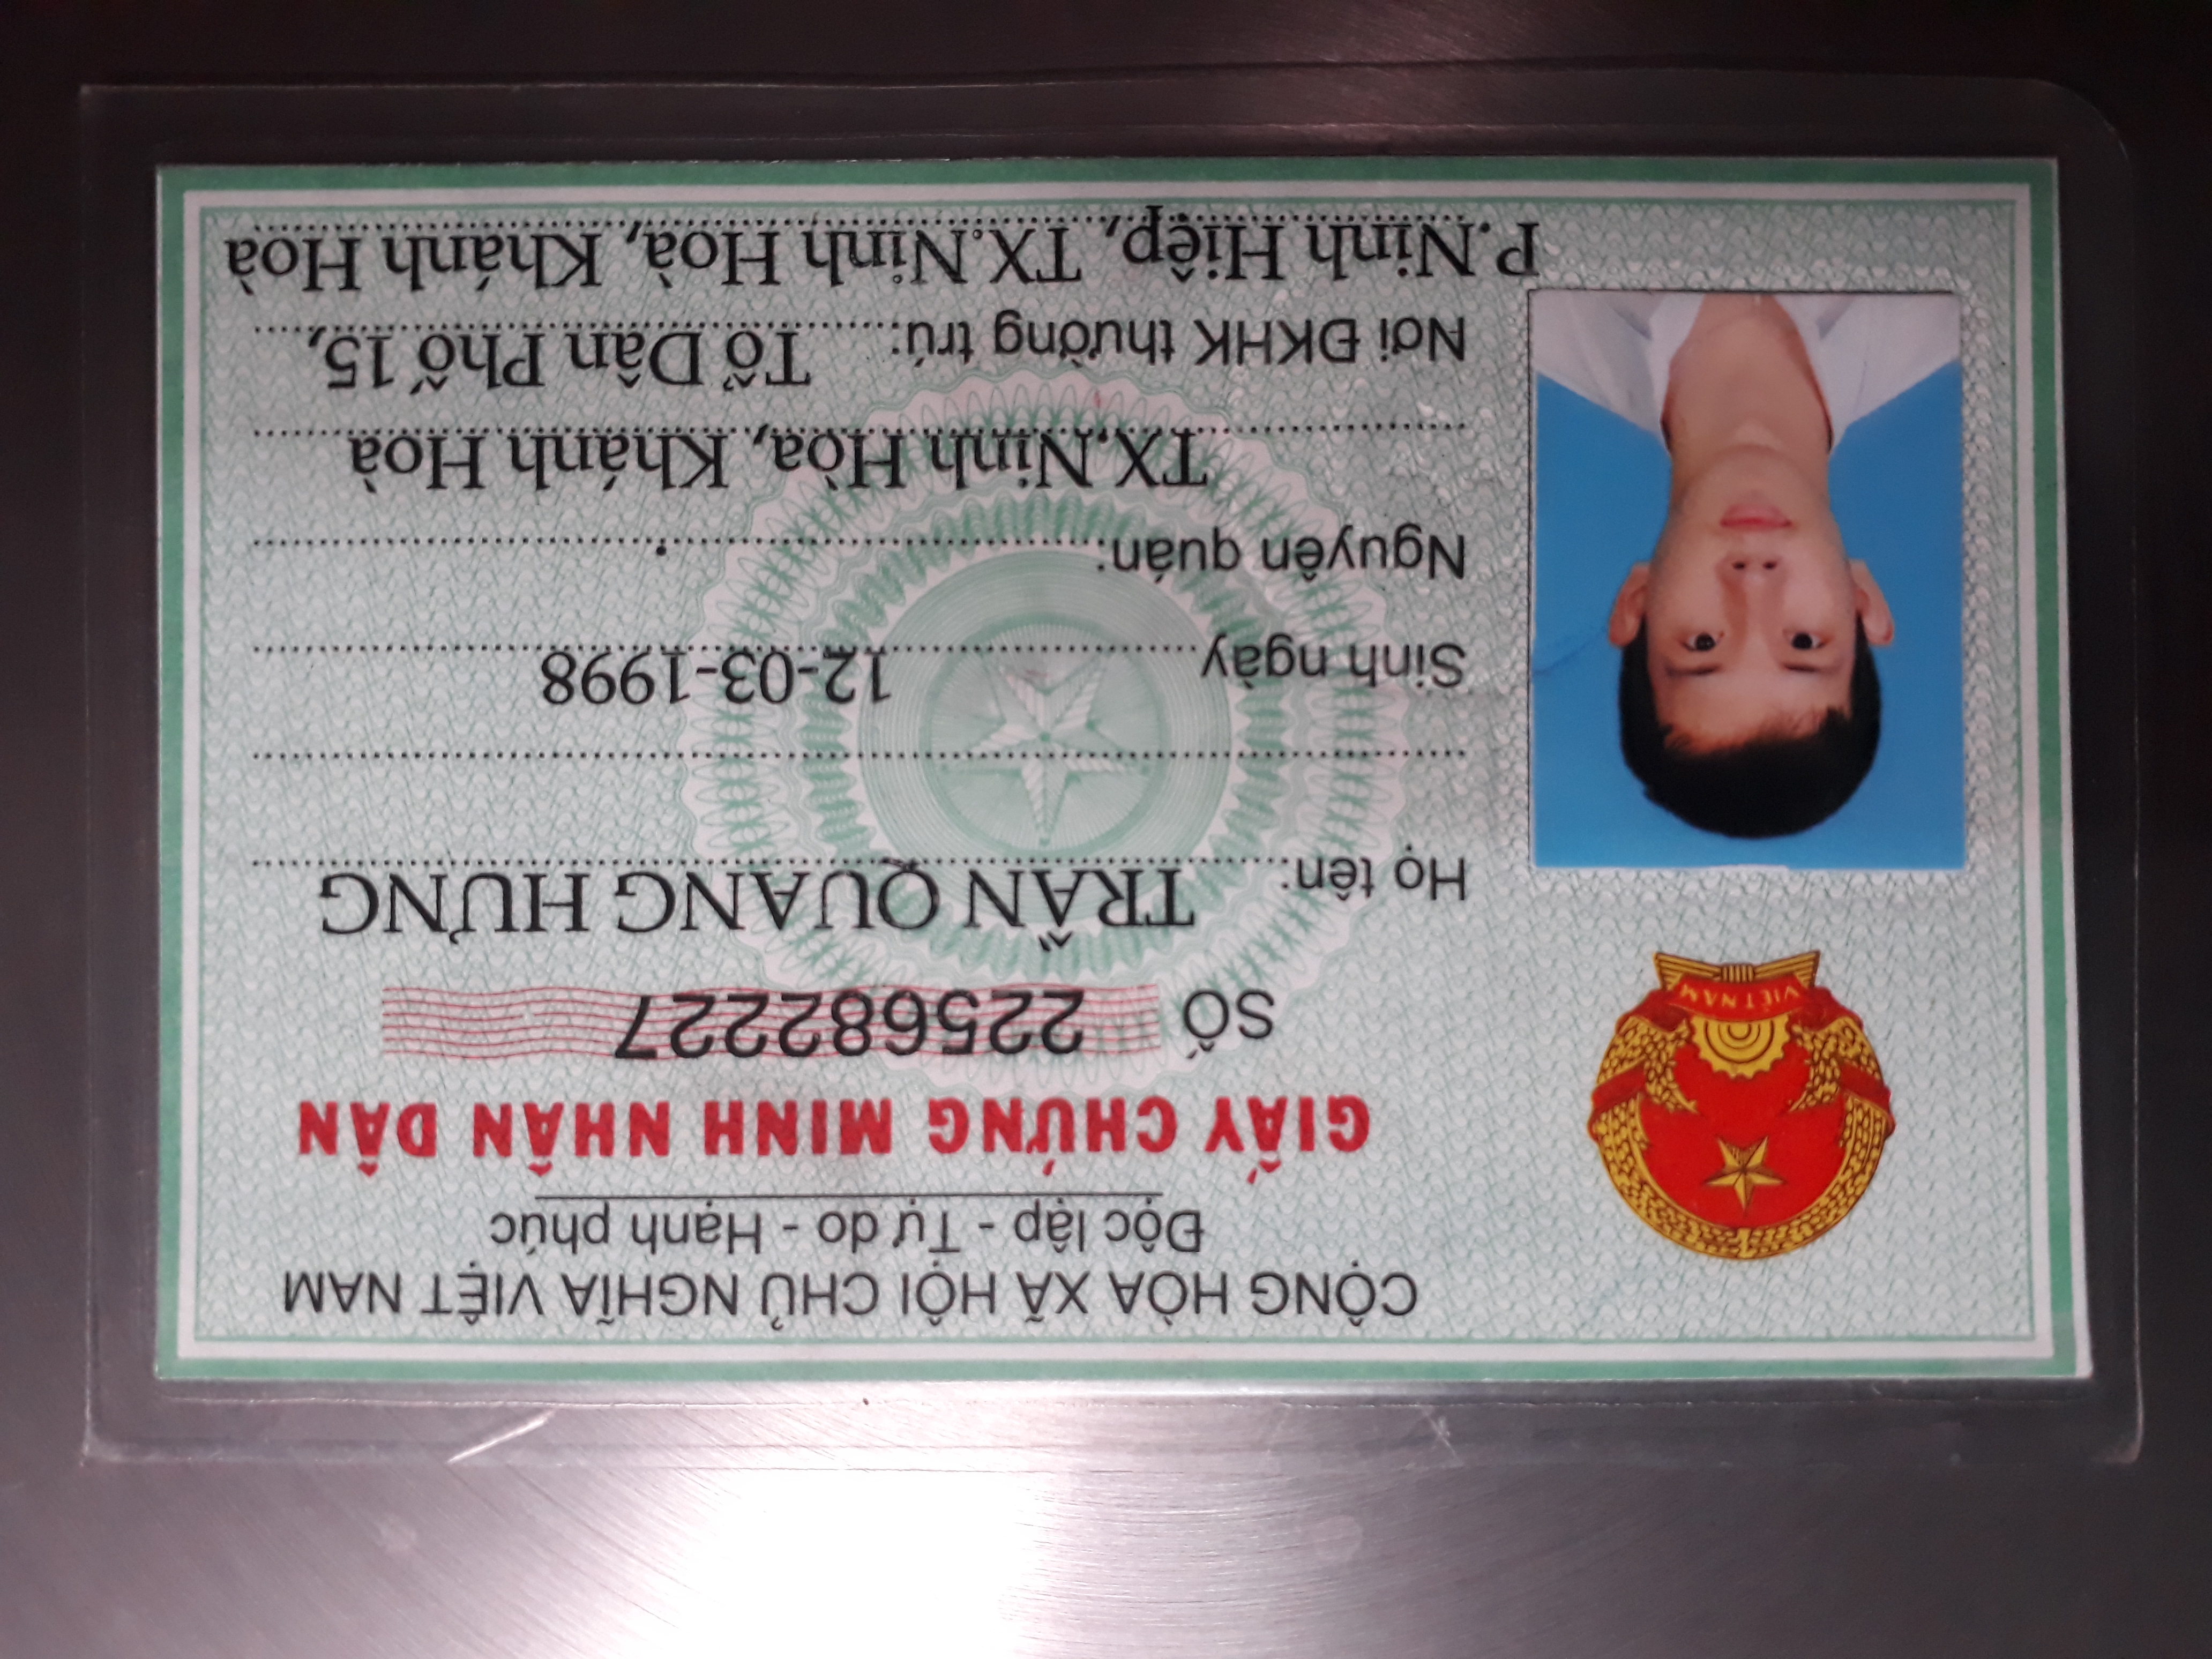 CỘNG HÒA XÃ HỘI CHỦ NGHĨA VIỆT NAM
Độc lập - Tự do - Hạnh phúc
GIẤY CHỨNG MINH NHÂN DÂN
SỐ 225682227
VIỆT NAM
Họ tên: TRẦN QUANG HƯNG
Sinh ngày 12-03-1998
Nguyên quán:
TX.Ninh Hòa, Khánh Hoà
Nơi ĐKHK thường trú: Tổ Dân Phố 15,
P.Ninh Hiệp, TX.Ninh Hoà, Khánh Hoà